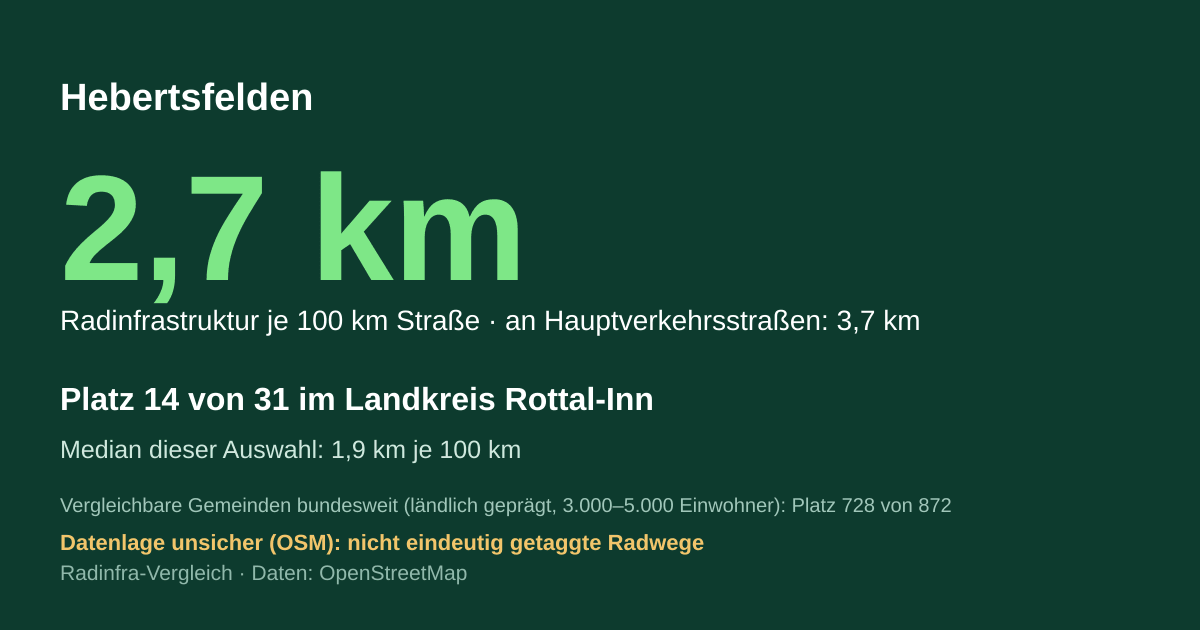 Hebertsfelden
2,7 km
Radinfrastruktur je 100 km Straße · an Hauptverkehrsstraßen: 3,7 km
Platz 14 von 31 im Landkreis Rottal-Inn
Median dieser Auswahl: 1,9 km je 100 km
Vergleichbare Gemeinden bundesweit (ländlich geprägt, 3.000–5.000 Einwohner): Platz 728 von 872
Datenlage unsicher (OSM): nicht eindeutig getaggte Radwege
Radinfra-Vergleich · Daten: OpenStreetMap